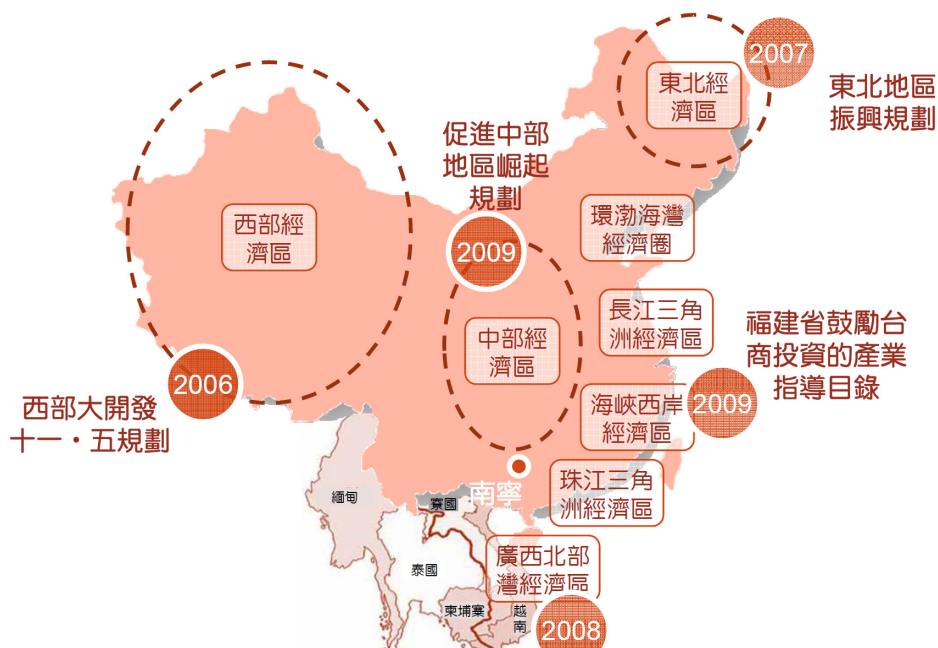 2007
東北經
濟區
東北地區
振興規劃
促進中部
地區崛起
規劃
2009
西部經
濟區
環渤海灣
經濟圈
長江三角
洲經濟區
中部經
濟區
福建省鼓勵台
商投資的產業
指導目錄
2006
西部大開發
十一・五規劃
海峽西岸
經濟區
2009
南寧
珠江三角
洲經濟區
緬甸
寮國
廣西北部
灣經濟區
泰國
柬埔寨
越
南
2008